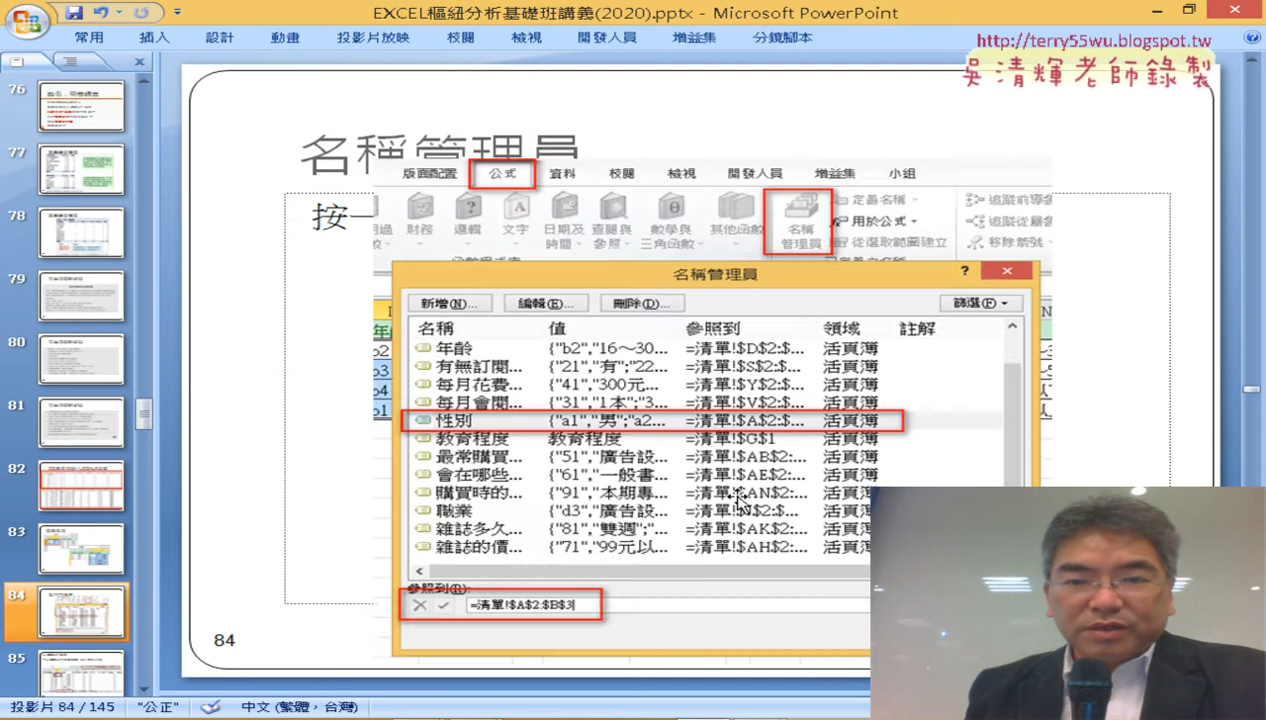 EXCEL樞紐分析基礎班講義(2020).pptx - Microsoft PowerPoint
常用 插入 設計 動畫 投影片放映 校閱 檢視 開發人員 增益集 分鏡腳本
http://terry55wu.blogspot.tw
吳清輝老師錄製
76
77
78
79
80
81
82
83
84
85
名稱管理員
按一
版面配置 公式 資料 校閱 檢視 開發人員 增益集 小組
財務 邏輯 文字 日期及時間 查閱與參照 數學與三角函數 其他函數 名稱管理員
定義名稱
用於公式
從選取範圍建立
追蹤前導參
追蹤從屬參
移除箭號
名稱管理員
新增(N)... 編輯(E)... 刪除(D)... 篩選(F)
名稱 值 參照到 領域 註解
年齡 {"b2","16～30... =清單!$D$2:$... 活頁簿
有無訂閱... {"21","有";"22... =清單!$S$2:$... 活頁簿
每月花費... {"41","300元... =清單!$Y$2:$... 活頁簿
每月會閱... {"31","1本";"3... =清單!$V$2:$... 活頁簿
性別 {"a1","男";"a2... =清單!$A$2:$... 活頁簿
教育程度 教育程度 =清單!$G$1 活頁簿
最常購買... {"51","廣告設... =清單!$AB$2:... 活頁簿
會在哪些... {"61","一般書... =清單!$AE$2:... 活頁簿
購買時的... {"91","本期專... =清單!$AN$2:... 活頁簿
職業 {"d3","廣告設... 活頁簿
雜誌多久... {"81","雙週";"... =清單!$AK$2:... 活頁簿
雜誌的價... {"71","99元以... =清單!$AH$2:... 活頁簿
參照到(R):
=清單!$A$2:$B$3
84
投影片 84 / 145 "公正" 中文 (繁體，台灣)